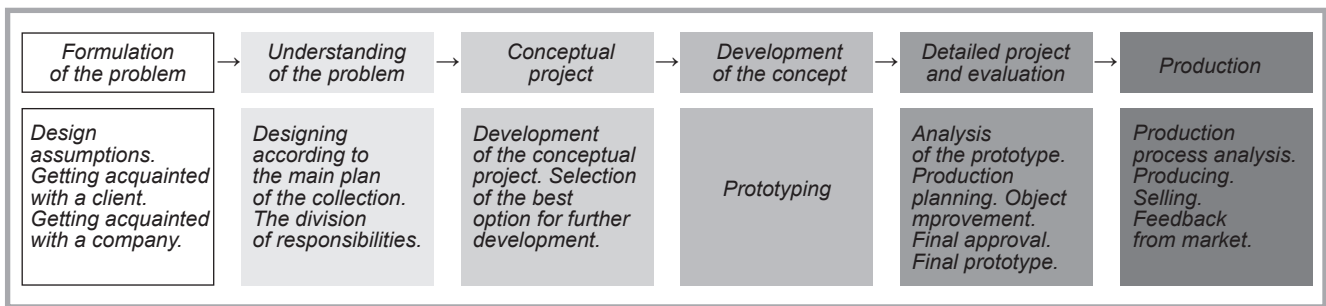 Formulation
of the problem
→
Understanding
of the problem
→
Conceptual
project
→
Development
of the concept
→
Detailed project
and evaluation
→
Production
Design
assumptions.
Getting acquainted
with a client.
Getting acquainted
with a company.
Designing
according to
the main plan
of the collection.
The division
of responsibilities.
Development
of the conceptual
project. Selection
of the best
option for further
development.
Prototyping
Analysis
of the prototype.
Production
planning. Object
mprovement.
Final approval.
Final prototype.
Production
process analysis.
Producing.
Selling.
Feedback
from market.